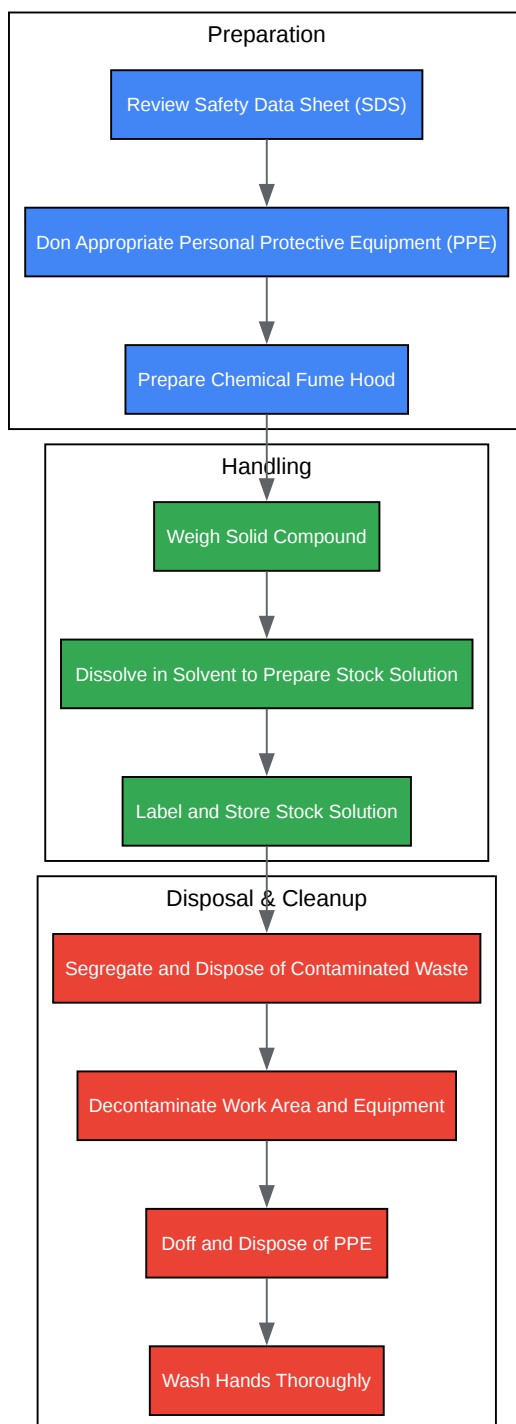 Preparation
Review Safety Data Sheet (SDS)
Don Appropriate Personal Protective Equipment (PPE)
Prepare Chemical Fume Hood
Handling
Weigh Solid Compound
Dissolve in Solvent to Prepare Stock Solution
Label and Store Stock Solution
Disposal & Cleanup
Segregate and Dispose of Contaminated Waste
Decontaminate Work Area and Equipment
Doff and Dispose of PPE
Wash Hands Thoroughly